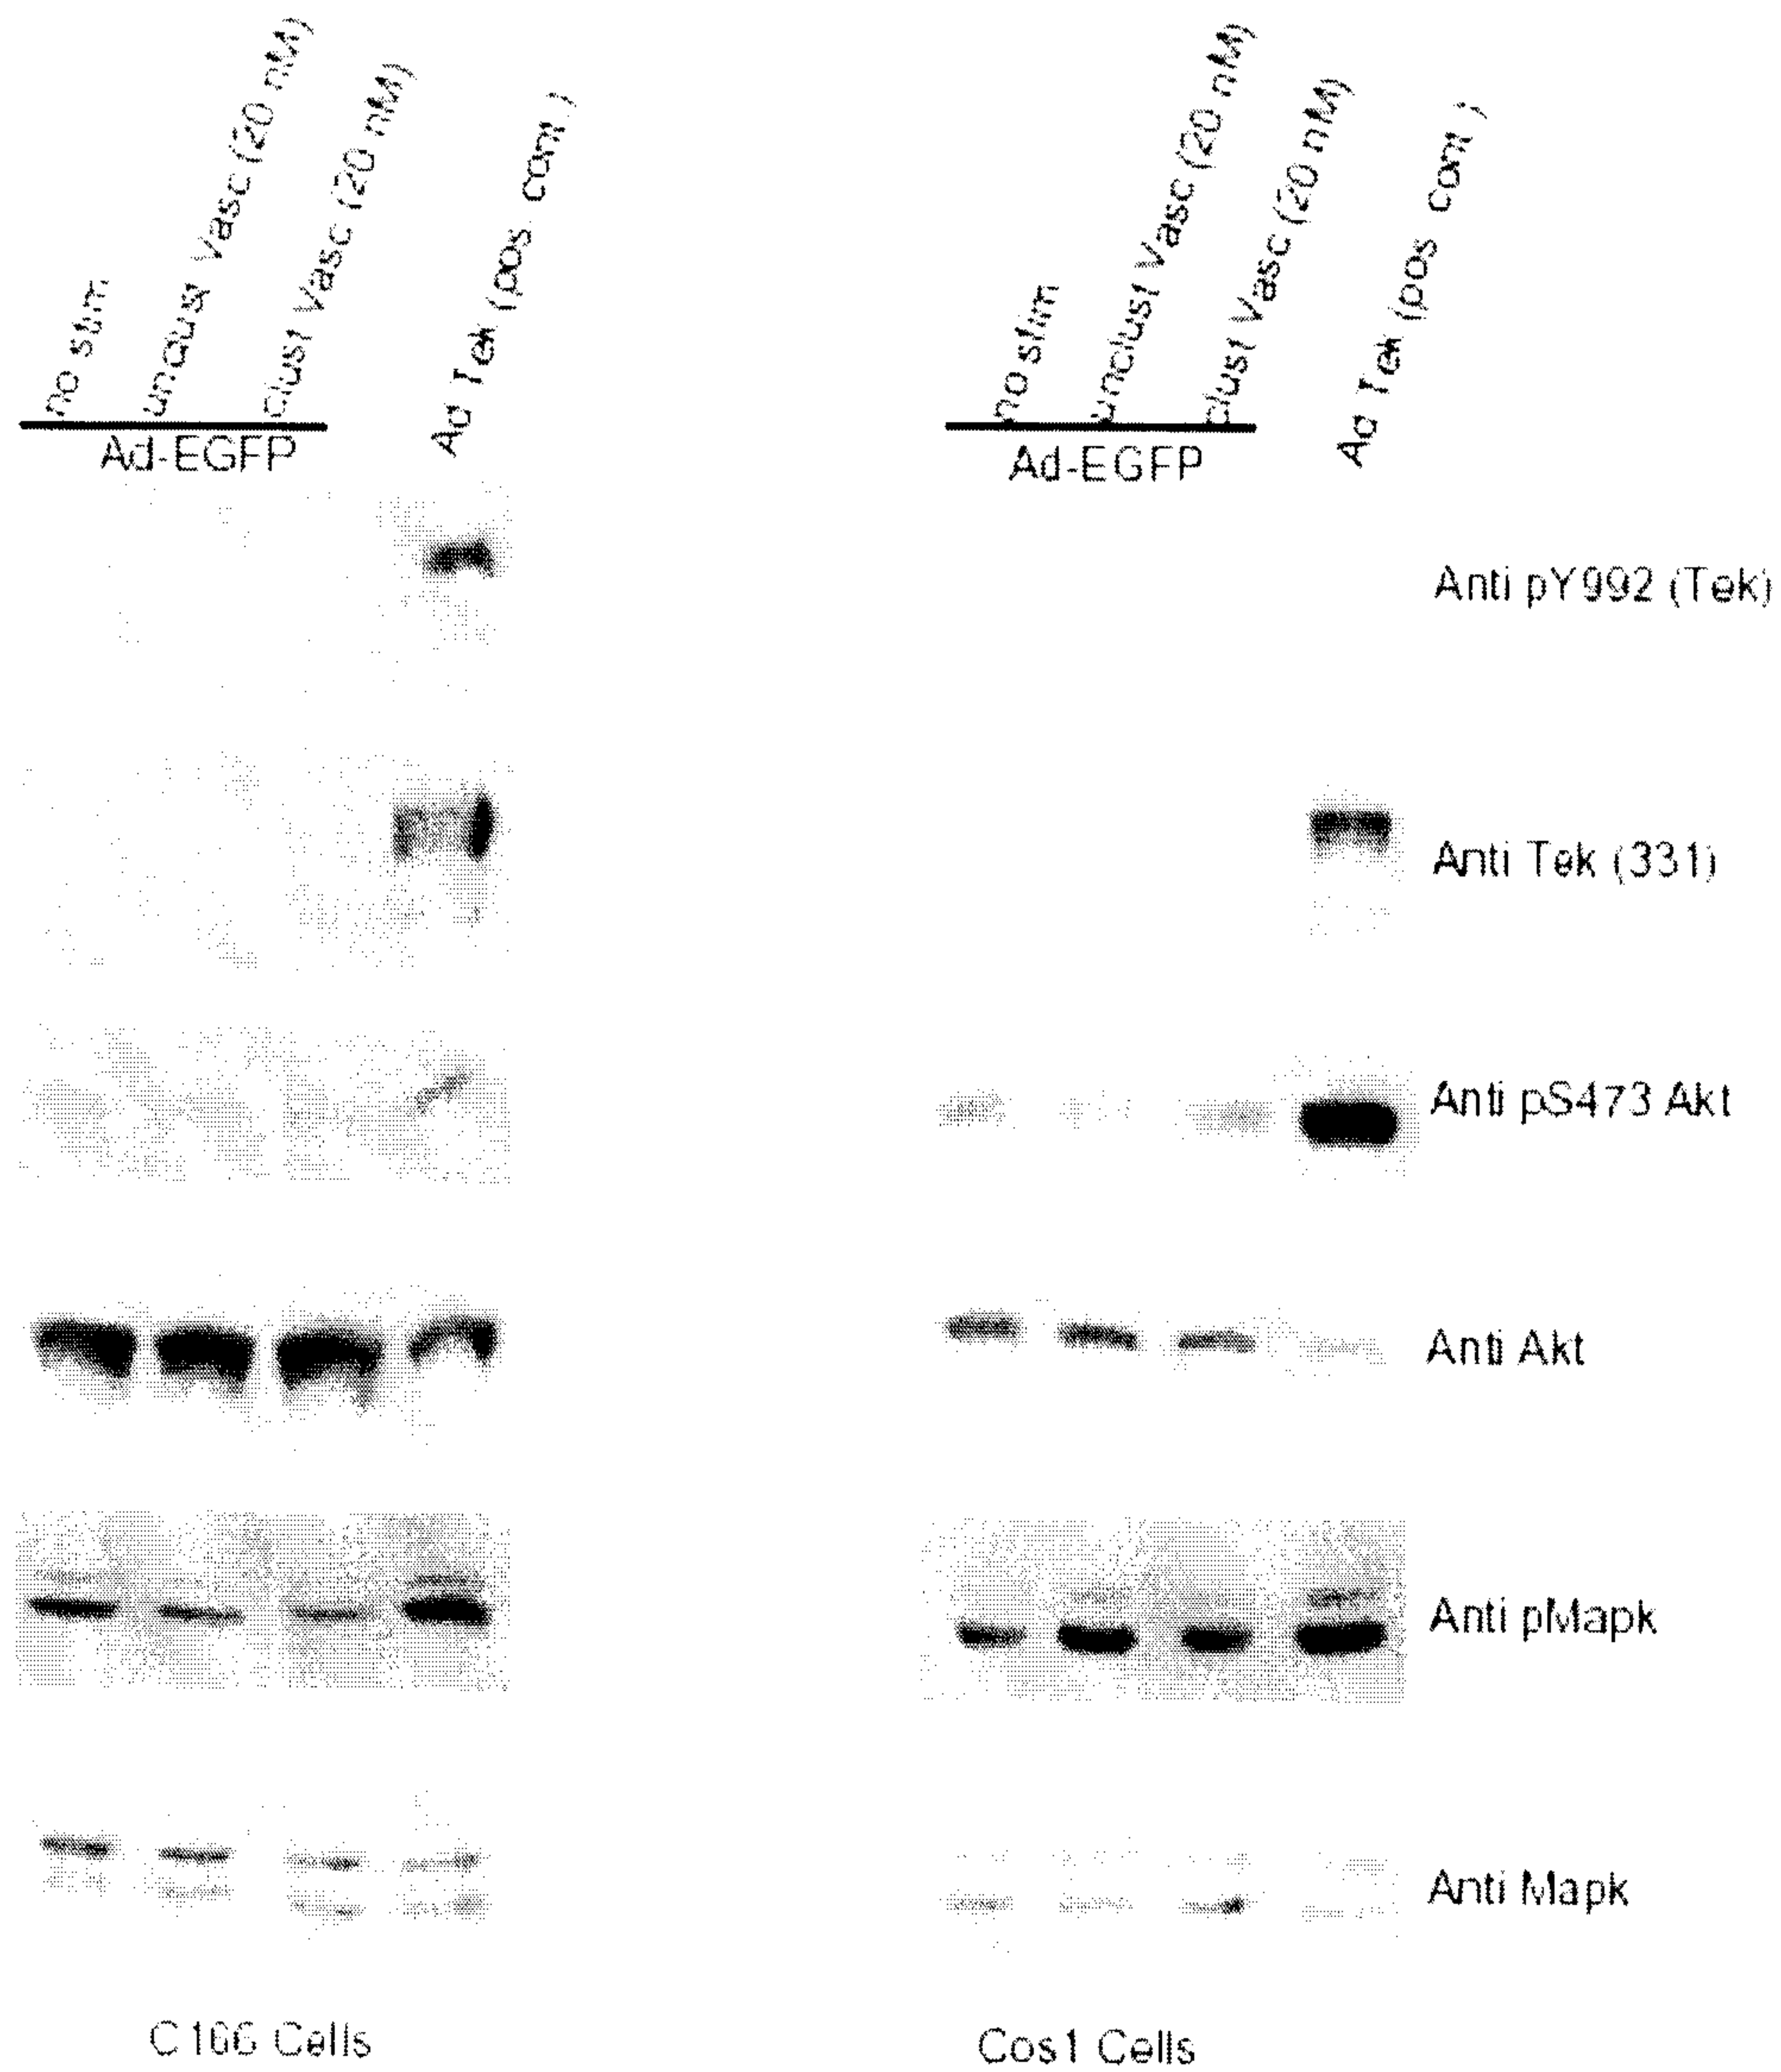 no stim
unclust Vasc (20 nM)
clust Vasc (20 nM)
Ad Tek (pos. cont.)
Ad-EGFP
no stim
unclust Vasc (20 nM)
clust Vasc (20 nM)
Ad Tek (pos cont )
Ad-EGFP
Anti pY992 (Tek)
Anti Tek (331)
Anti pS473 Akt
Anti Akt
Anti pMapk
Anti Mapk
C166 Cells
Cos1 Cells